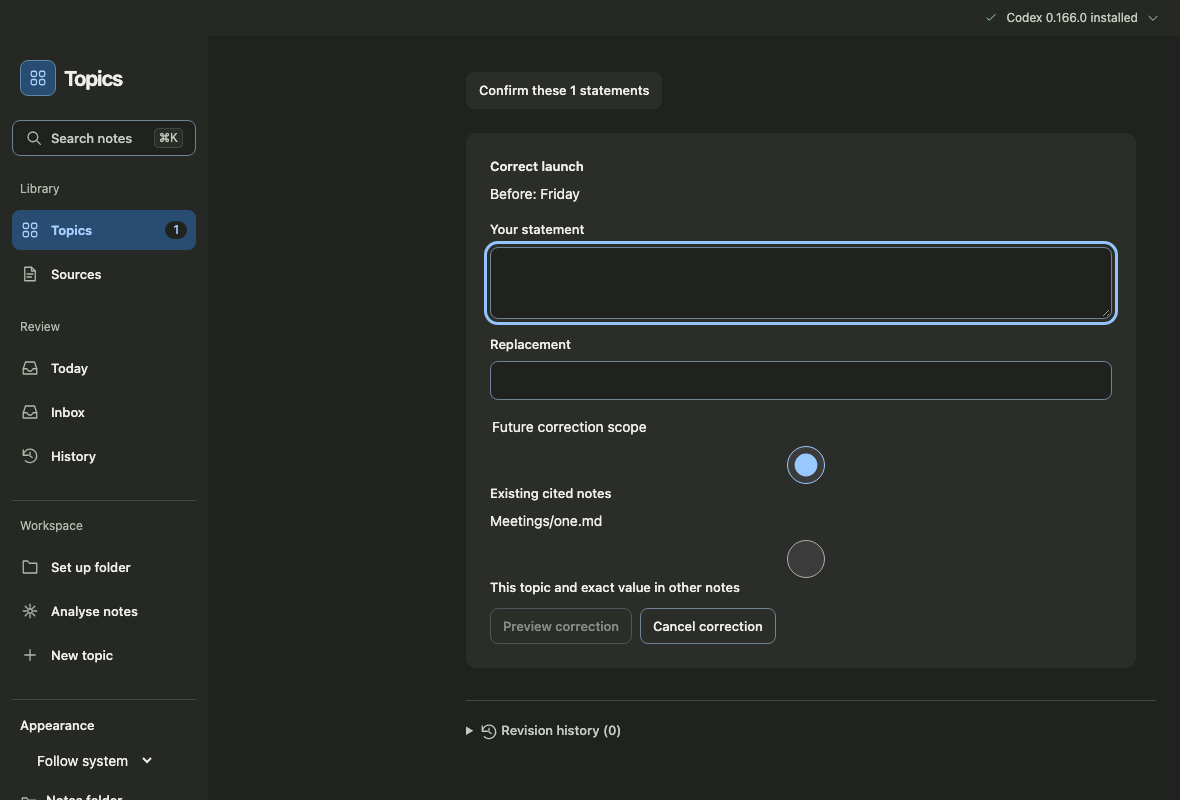 Codex 0.166.0 installed
Topics
Search notes ⌘K
Library
Topics 1
Sources
Review
Today
Inbox
History
Workspace
Set up folder
Analyse notes
New topic
Appearance
Follow system
Notes folder
Confirm these 1 statements
Correct launch
Before: Friday
Your statement
Replacement
Future correction scope
Existing cited notes
Meetings/one.md
This topic and exact value in other notes
Preview correction Cancel correction
Revision history (0)